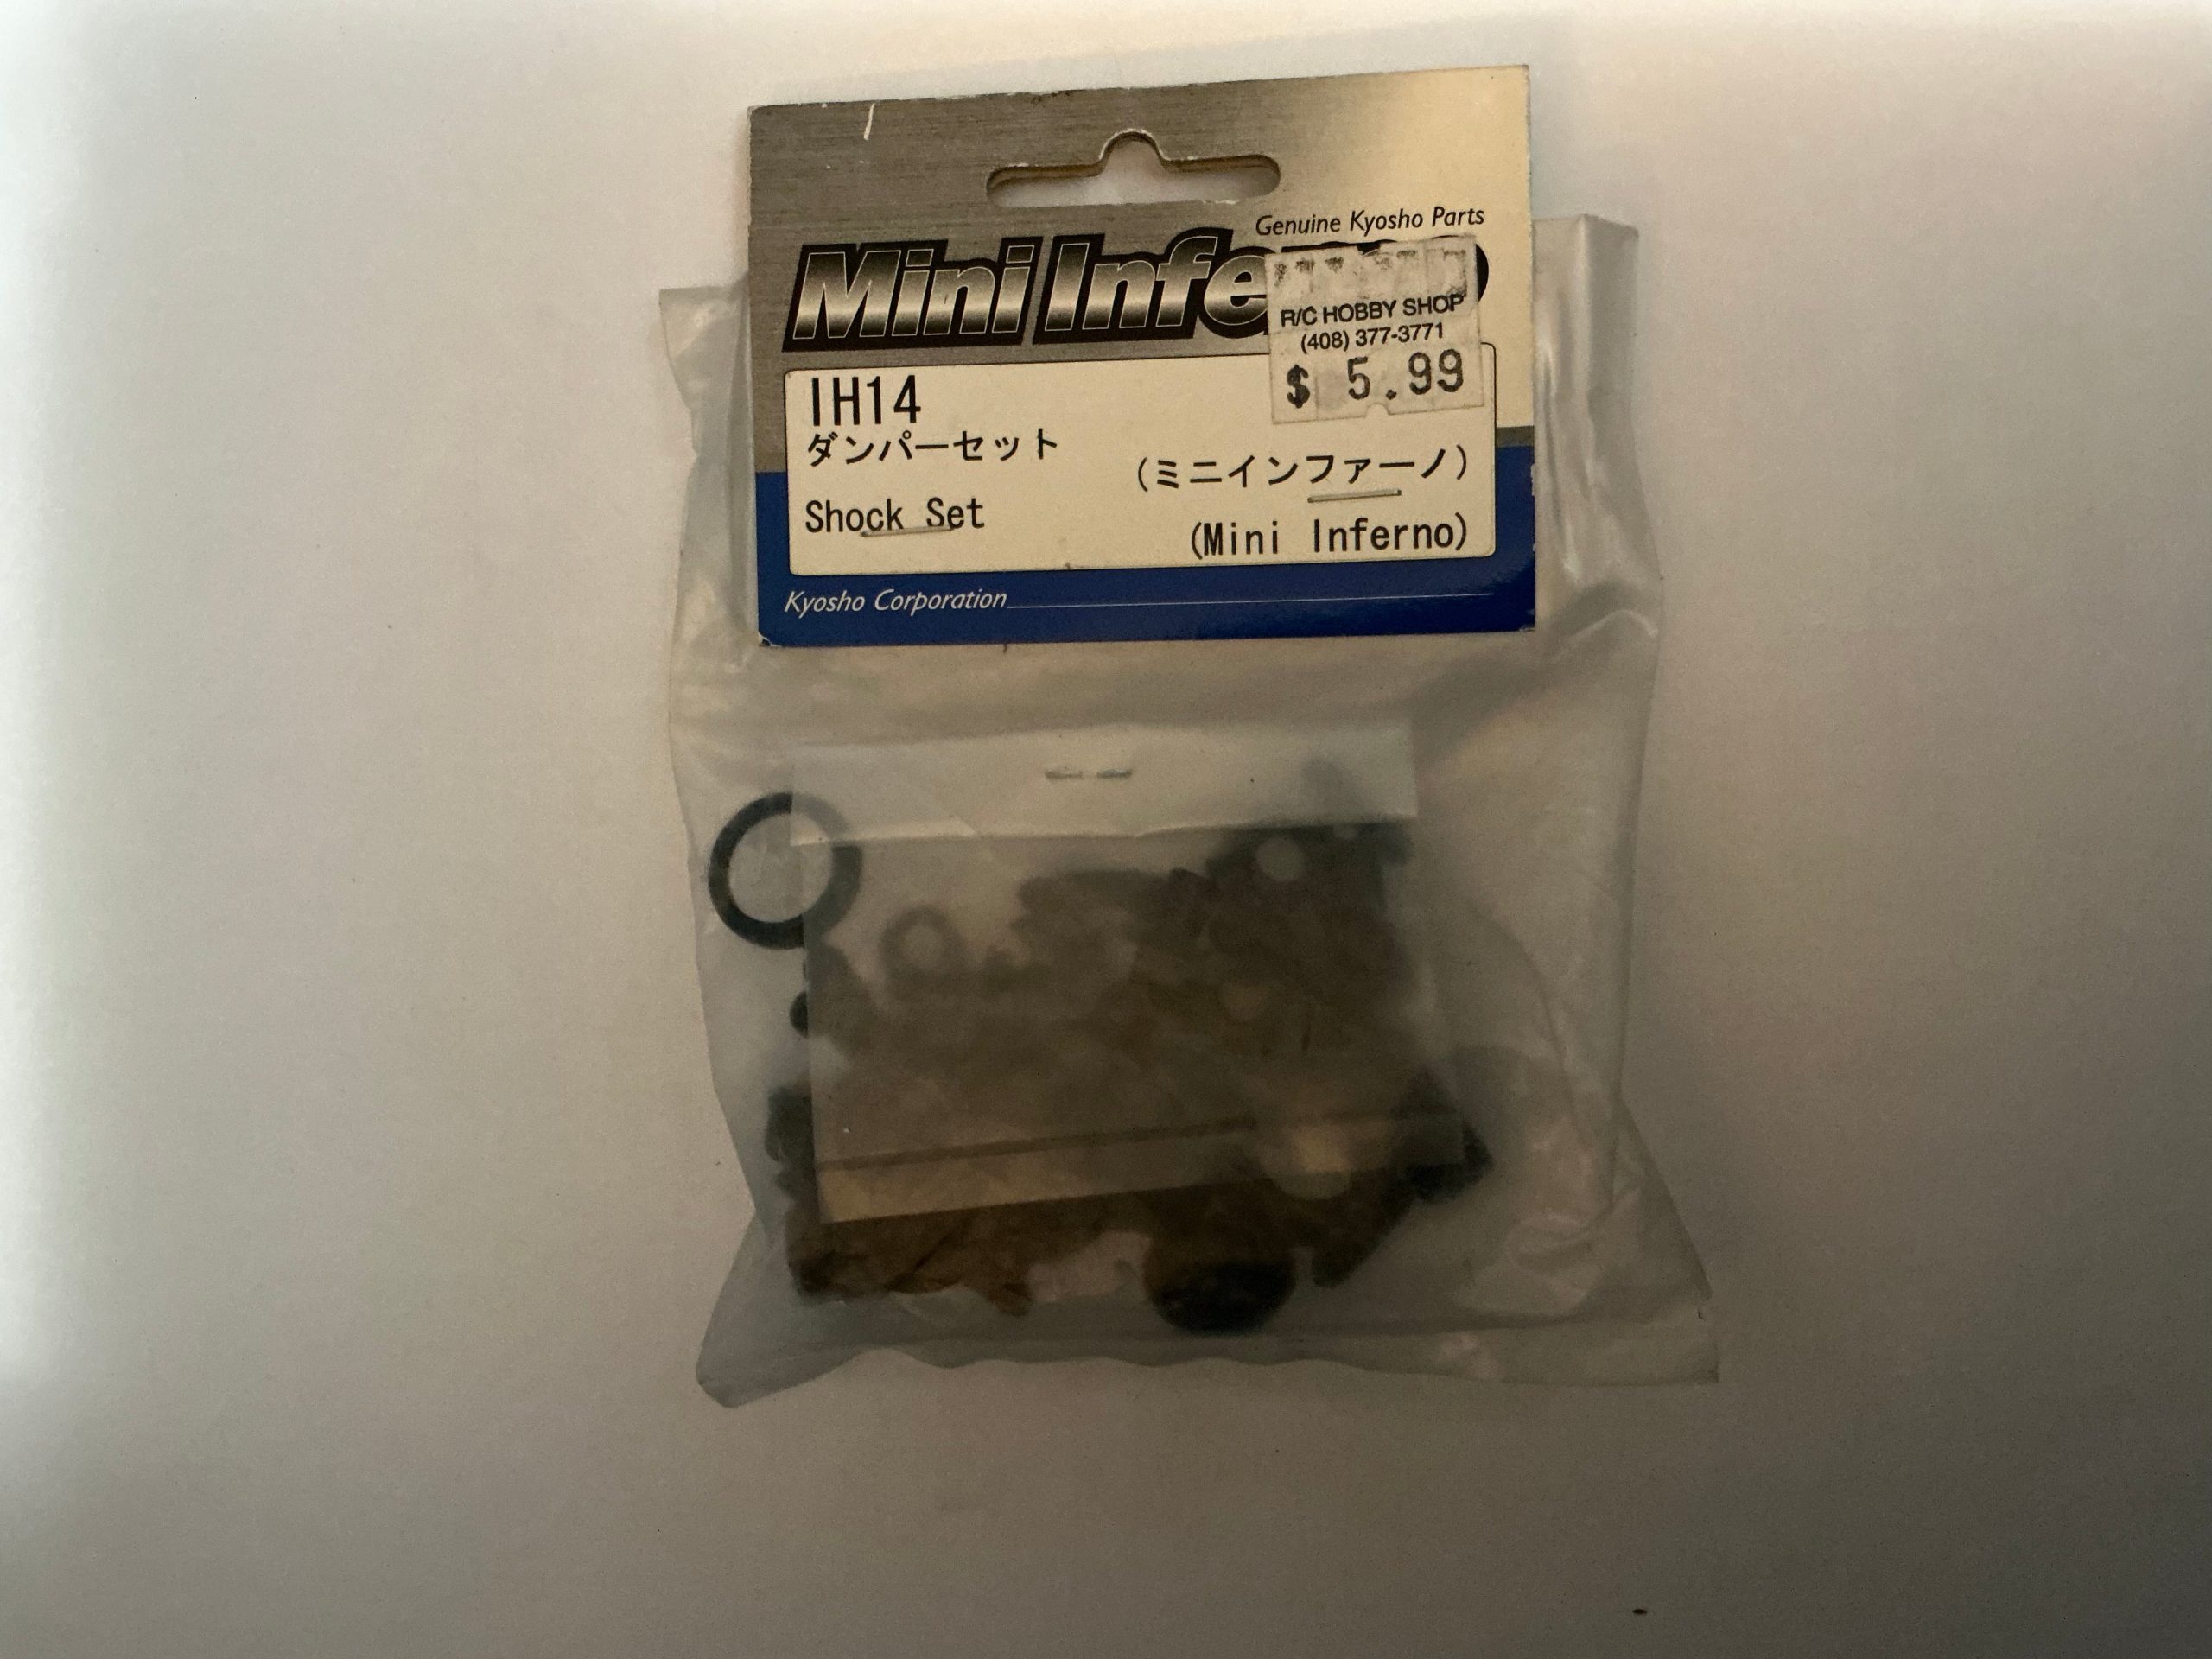 Genuine Kyosho Parts
Mini Infe
R/C HOBBY SHOP
(408) 377-3771
$ 5.99
IH14
ダンパーセット
(ミニインファーノ)
Shock Set
(Mini Inferno)
Kyosho Corporation